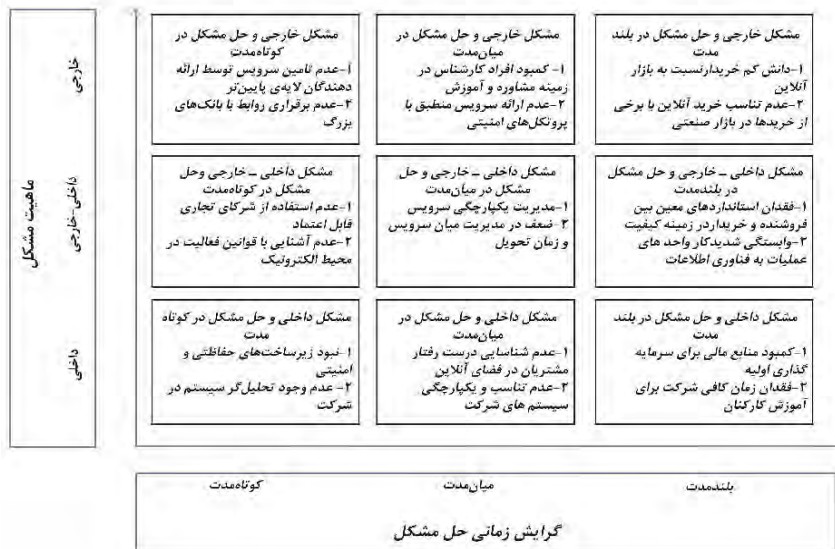 مشکل خارجی و حل مشکل در بلند
مدت
۱-دانش کم خریدارنسبت به بازار
آنلاین
۲-عدم تناسب خرید آنلاین با برخی
از خریدها در بازار صنعتی
مشکل خارجی و حل مشکل در
میان‌مدت
۱- کمبود افراد کارشناس در
زمینه مشاوره و آموزش
۲-عدم ارائه سرویس منطبق با
پروتکل‌های امنیتی
مشکل خارجی و حل مشکل در
کوتاه‌مدت
۱-عدم تامین سرویس توسط ارائه
دهندگان لایه‌ی پایین‌تر
۲-عدم برقراری روابط با بانک‌های
بزرگ
مشکل داخلی – خارجی و حل مشکل
در بلندمدت
۱-فقدان استانداردهای معین بین
فروشنده و خریداردر زمینه کیفیت
۲-وابستگی شدیدکار واحد های
عملیات به فناوری اطلاعات
مشکل داخلی – خارجی و حل
مشکل در میان‌مدت
۱-مدیریت یکپارچگی سرویس
۲- ضعف در مدیریت میان سرویس
و زمان تحویل
مشکل داخلی – خارجی وحل
مشکل در کوتاه‌مدت
۱-عدم استفاده از شرکای تجاری
قابل اعتماد
۲-عدم آشنایی با قوانین فعالیت در
محیط الکترونیک
مشکل داخلی و حل مشکل در بلند
مدت
۱-کمبود منابع مالی برای سرمایه
گذاری اولیه
۲-فقدان زمان کافی شرکت برای
آموزش کارکنان
مشکل داخلی و حل مشکل در
میان‌مدت
۱-عدم شناسایی درست رفتار
مشتریان در فضای آنلاین
۲-عدم تناسب و یکپارچگی
سیستم های شرکت
مشکل داخلی و حل مشکل در کوتاه
مدت
۱-نبود زیرساخت‌های حفاظتی و
امنیتی
۲- عدم وجود تحلیل‌گر سیستم در
شرکت
خارجی
داخلی-خارجی
داخلی
ماهیت مشکل
بلندمدت
میان‌مدت
کوتاه‌مدت
گرایش زمانی حل مشکل